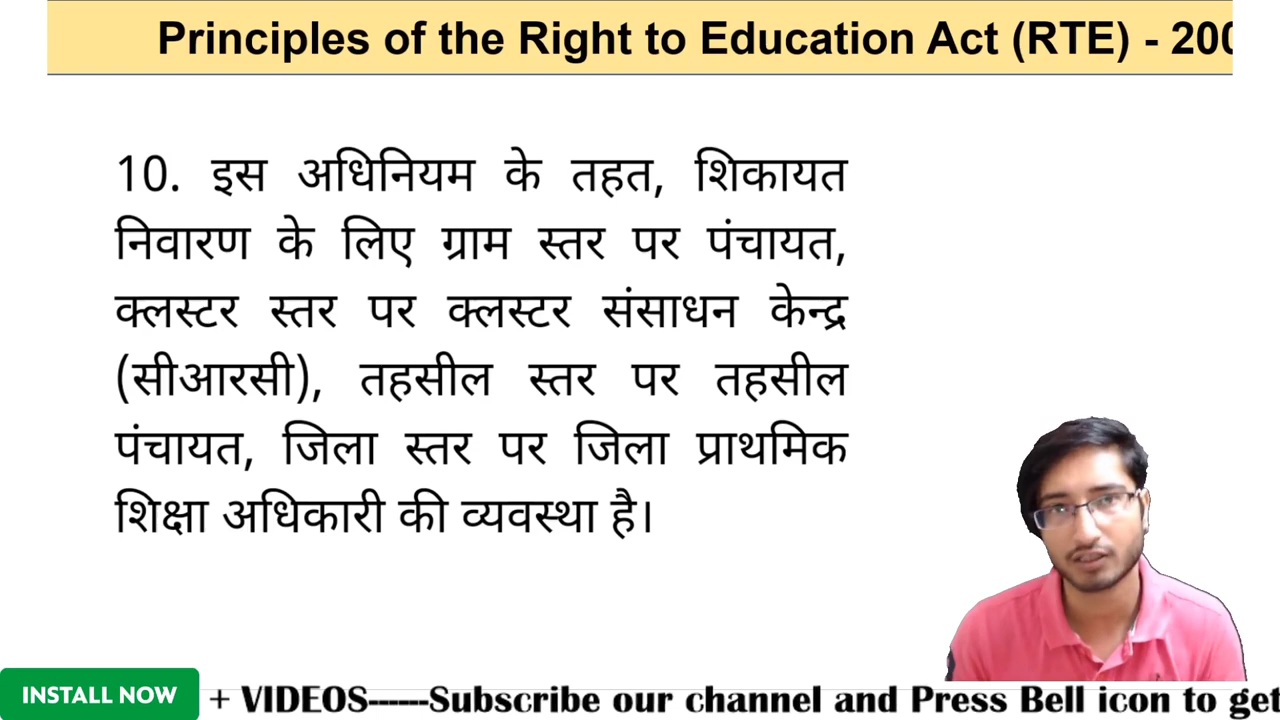 Principles of the Right to Education Act (RTE) - 200
10. इस अधिनियम के तहत, शिकायत
निवारण के लिए ग्राम स्तर पर पंचायत,
क्लस्टर स्तर पर क्लस्टर संसाधन केन्द्र
(सीआरसी), तहसील स्तर पर तहसील
पंचायत, जिला स्तर पर जिला प्राथमिक
शिक्षा अधिकारी की व्यवस्था है।
INSTALL NOW + VIDEOS------Subscribe our channel and Press Bell icon to get